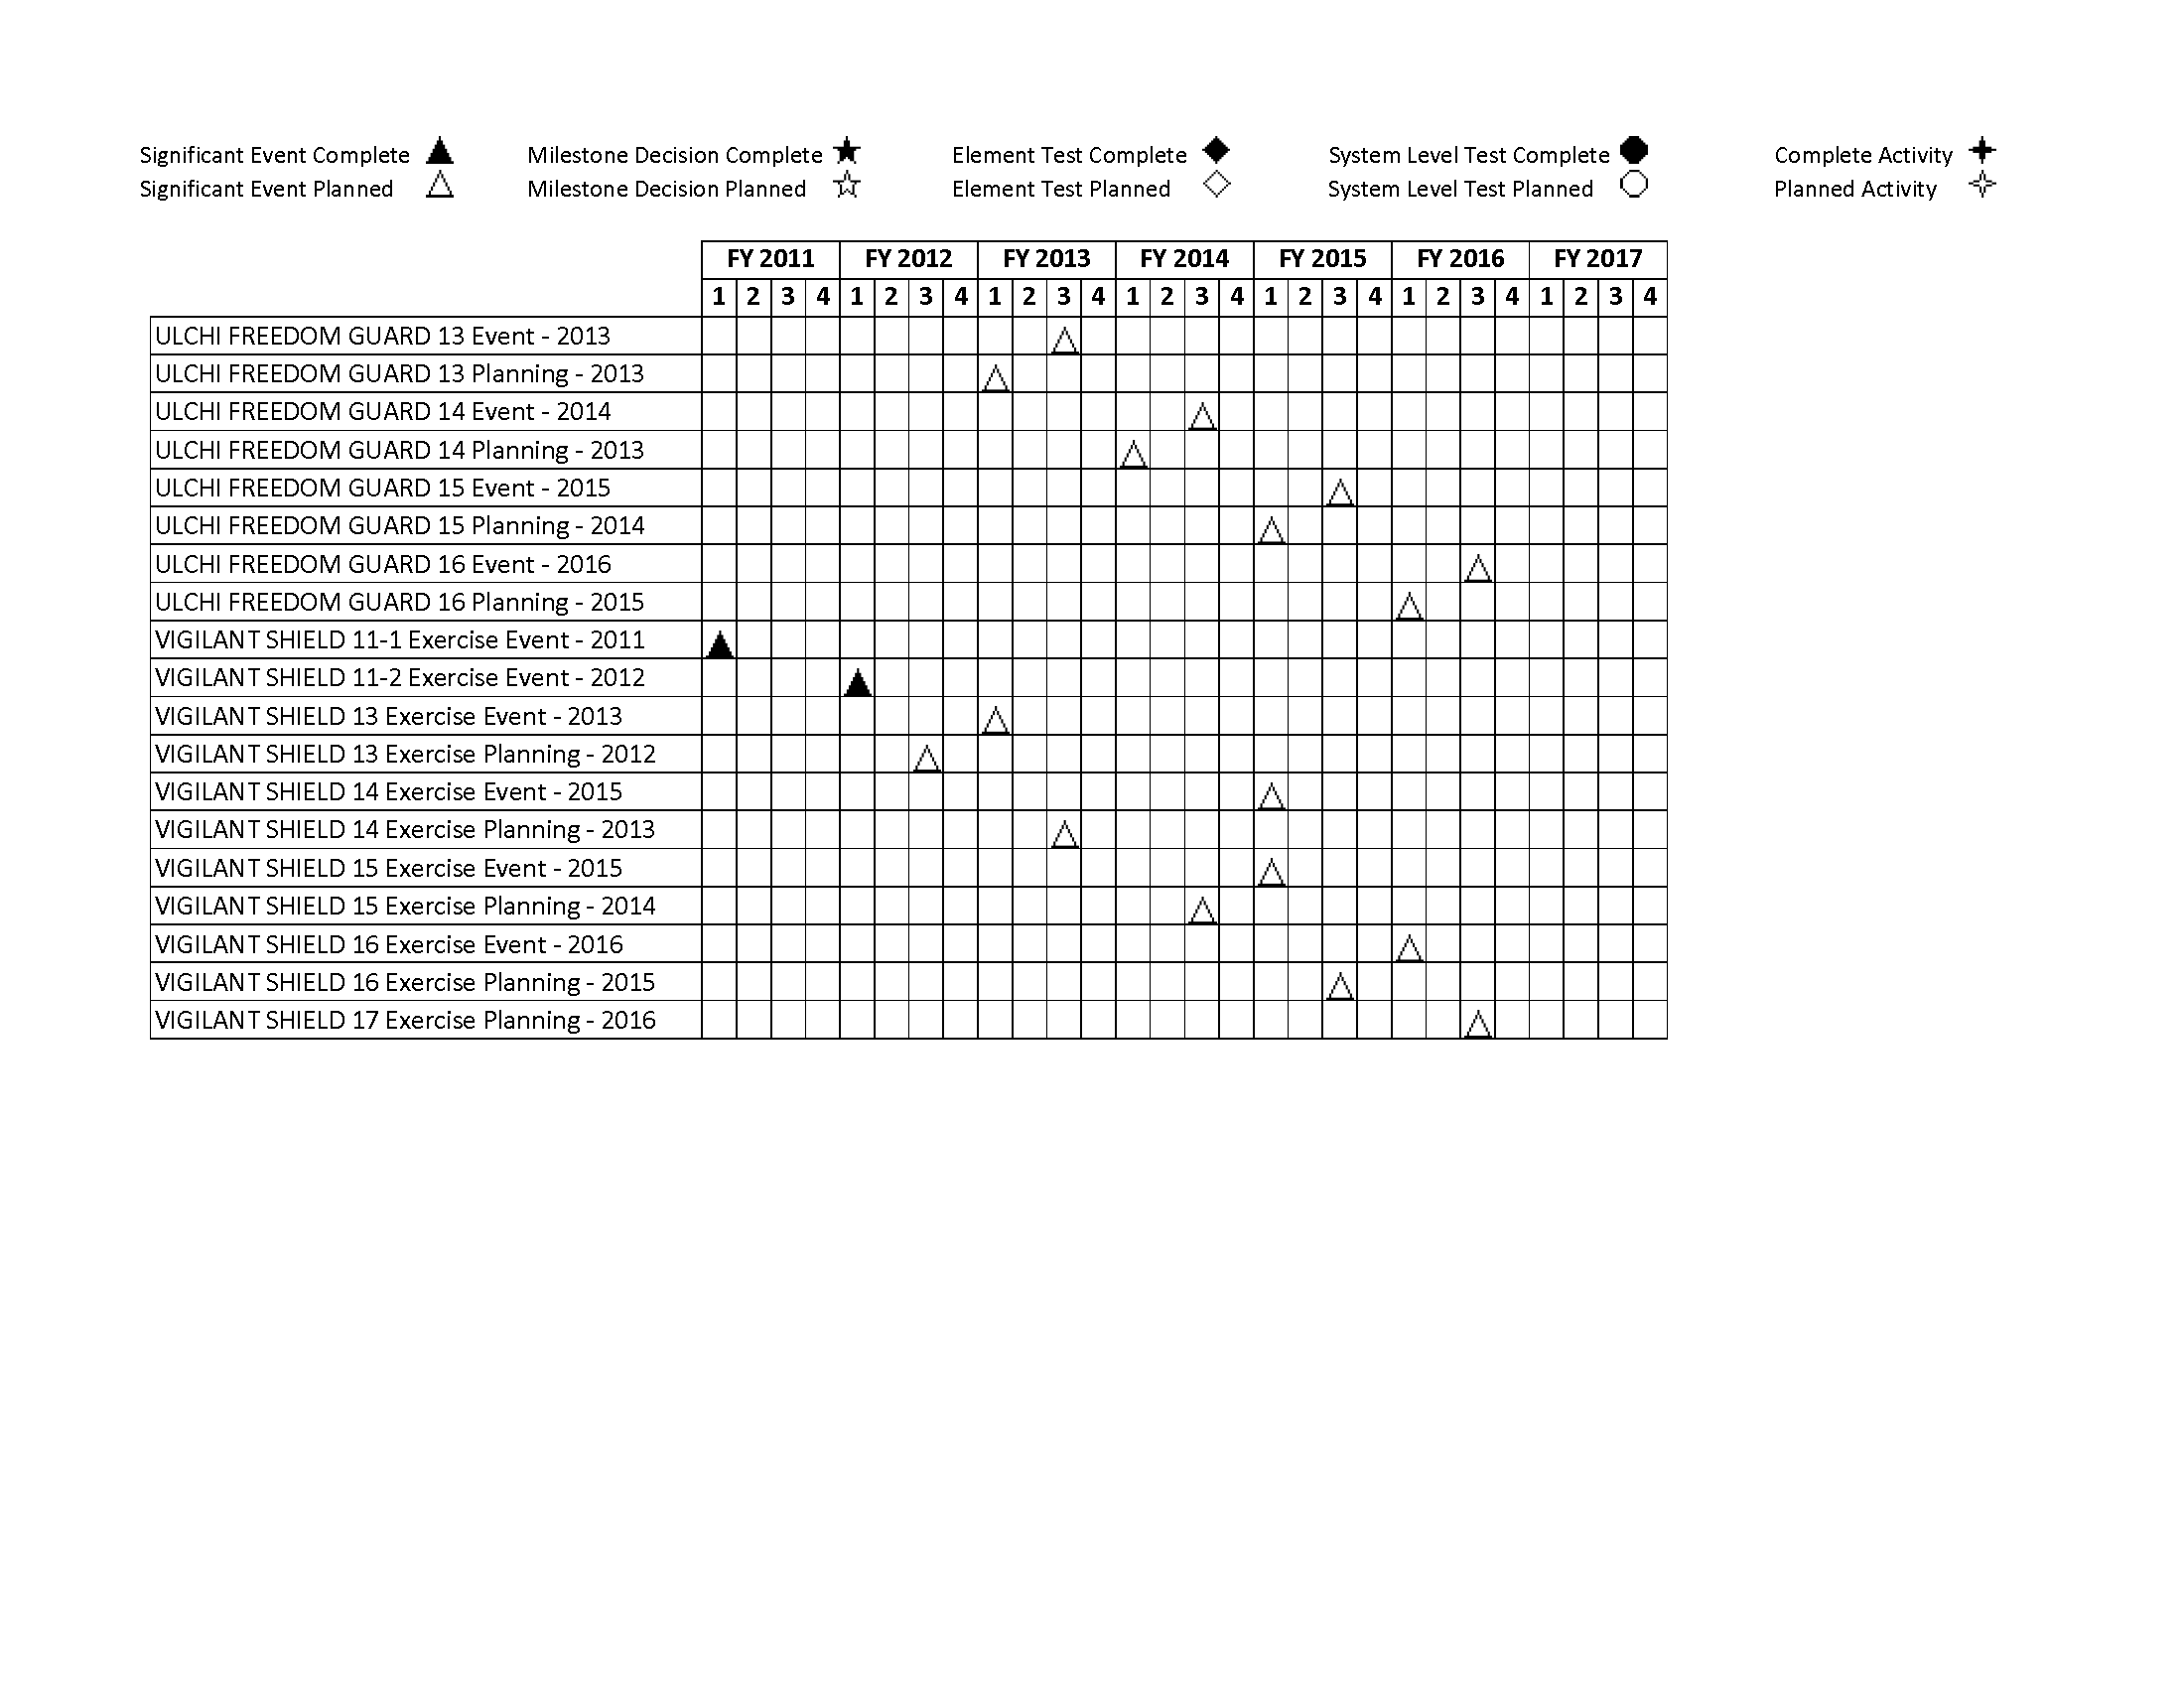 Significant Event Complete Milestone Decision Complete Element Test Complete System Level Test Complete Complete Activity
Significant Event Planned Milestone Decision Planned Element Test Planned System Level Test Planned Planned Activity
FY 2011 FY 2012 FY 2013 FY 2014 FY 2015 FY 2016 FY 2017
1 2 3 4 1 2 3 4 1 2 3 4 1 2 3 4 1 2 3 4 1 2 3 4 1 2 3 4
ULCHI FREEDOM GUARD 13 Event - 2013
ULCHI FREEDOM GUARD 13 Planning - 2013
ULCHI FREEDOM GUARD 14 Event - 2014
ULCHI FREEDOM GUARD 14 Planning - 2013
ULCHI FREEDOM GUARD 15 Event - 2015
ULCHI FREEDOM GUARD 15 Planning - 2014
ULCHI FREEDOM GUARD 16 Event - 2016
ULCHI FREEDOM GUARD 16 Planning - 2015
VIGILANT SHIELD 11-1 Exercise Event - 2011
VIGILANT SHIELD 11-2 Exercise Event - 2012
VIGILANT SHIELD 13 Exercise Event - 2013
VIGILANT SHIELD 13 Exercise Planning - 2012
VIGILANT SHIELD 14 Exercise Event - 2015
VIGILANT SHIELD 14 Exercise Planning - 2013
VIGILANT SHIELD 15 Exercise Event - 2015
VIGILANT SHIELD 15 Exercise Planning - 2014
VIGILANT SHIELD 16 Exercise Event - 2016
VIGILANT SHIELD 16 Exercise Planning - 2015
VIGILANT SHIELD 17 Exercise Planning - 2016